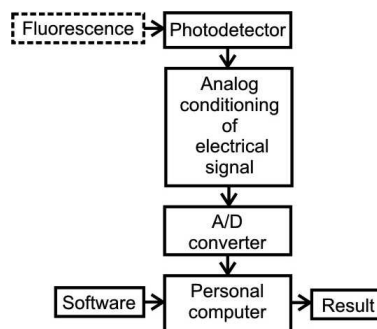 Fluorescence
Photodetector
Analog
conditioning
of
electrical
signal
A/D
converter
Software
Personal
computer
Result